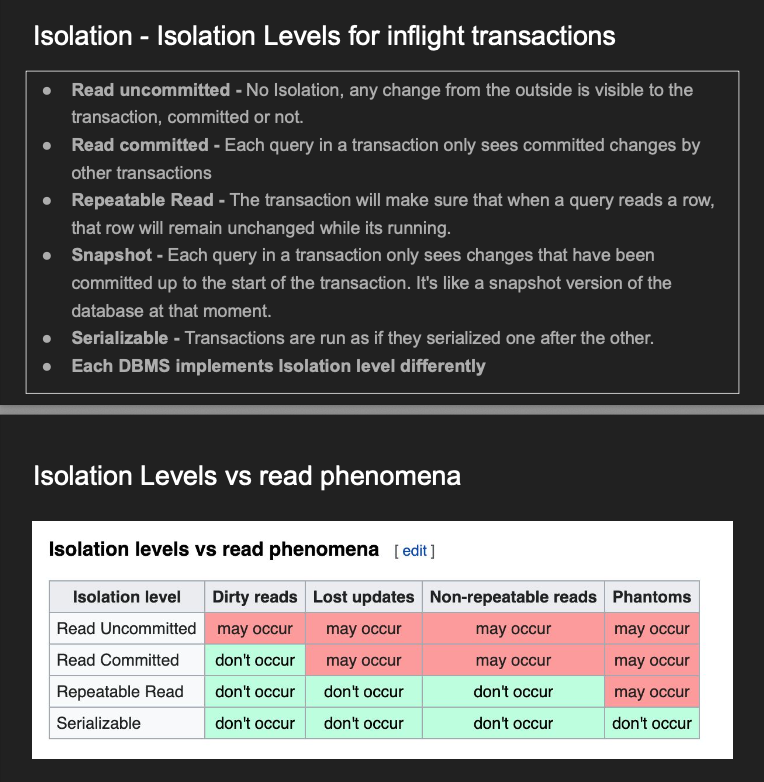 Isolation - Isolation Levels for inflight transactions
● Read uncommitted - No Isolation, any change from the outside is visible to the
transaction, committed or not.
● Read committed - Each query in a transaction only sees committed changes by
other transactions
● Repeatable Read - The transaction will make sure that when a query reads a row,
that row will remain unchanged while its running.
● Snapshot - Each query in a transaction only sees changes that have been
committed up to the start of the transaction. It's like a snapshot version of the
database at that moment.
● Serializable - Transactions are run as if they serialized one after the other.
● Each DBMS implements Isolation level differently
Isolation Levels vs read phenomena
Isolation levels vs read phenomena [ edit ]
Isolation level Dirty reads Lost updates Non-repeatable reads Phantoms
Read Uncommitted may occur may occur may occur may occur
Read Committed don't occur may occur may occur may occur
Repeatable Read don't occur don't occur don't occur may occur
Serializable don't occur don't occur don't occur don't occur